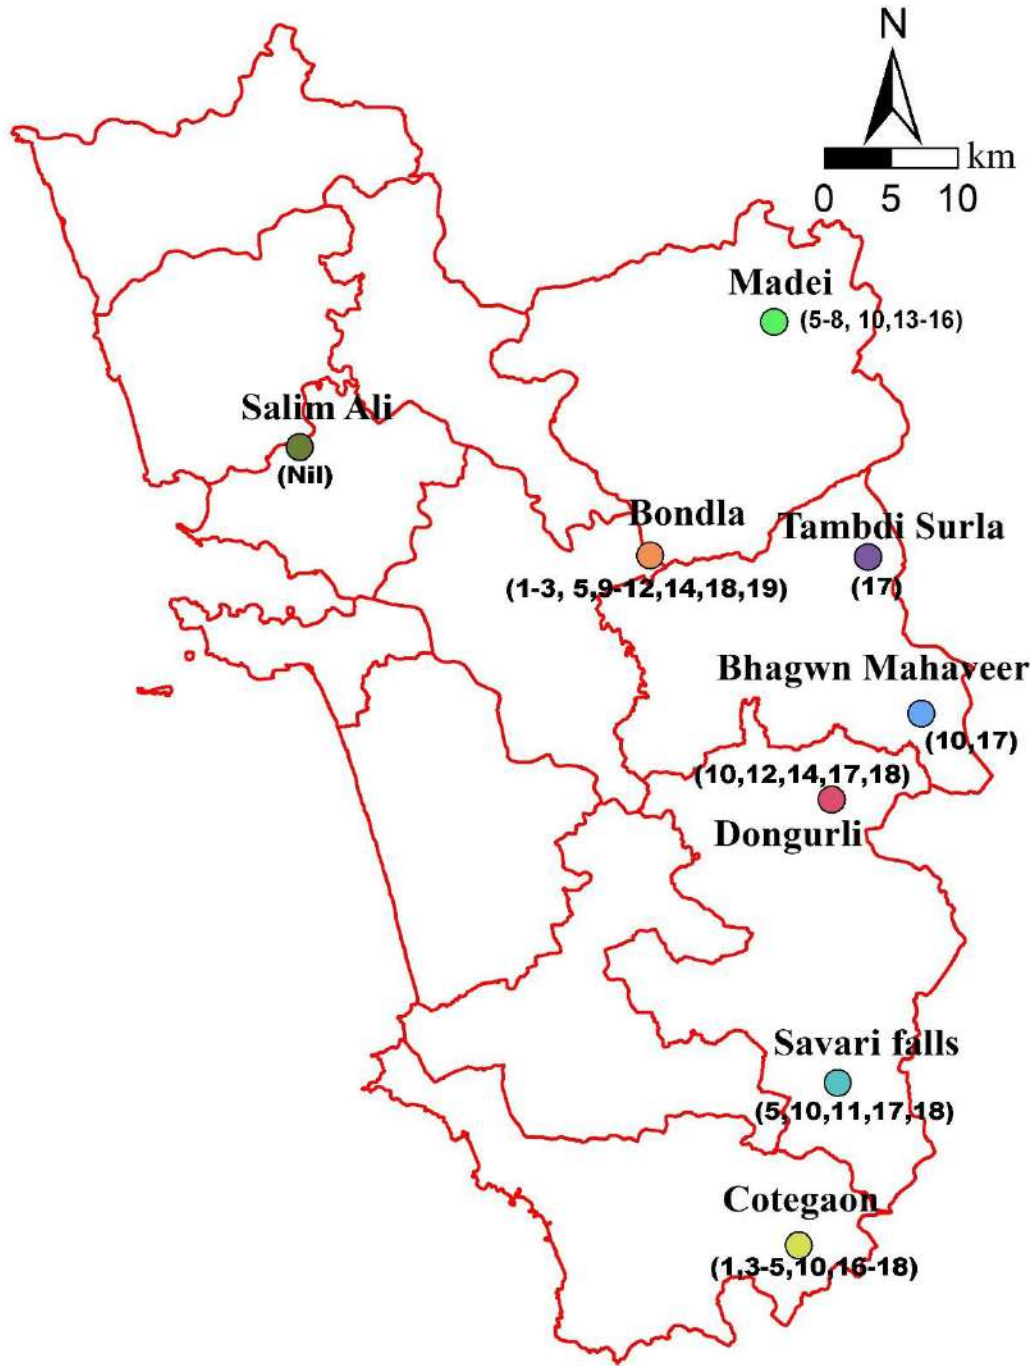 N
km
0 5 10
Madei
(5-8, 10,13-16)
Salim Ali
(Nil)
Bondla
(1-3, 5,9-12,14,18,19)
Tambdi Surla
(17)
Bhagwn Mahaveer
(10,17)
(10,12,14,17,18)
Dongurli
Savari falls
(5,10,11,17,18)
Cotegaon
(1,3-5,10,16-18)